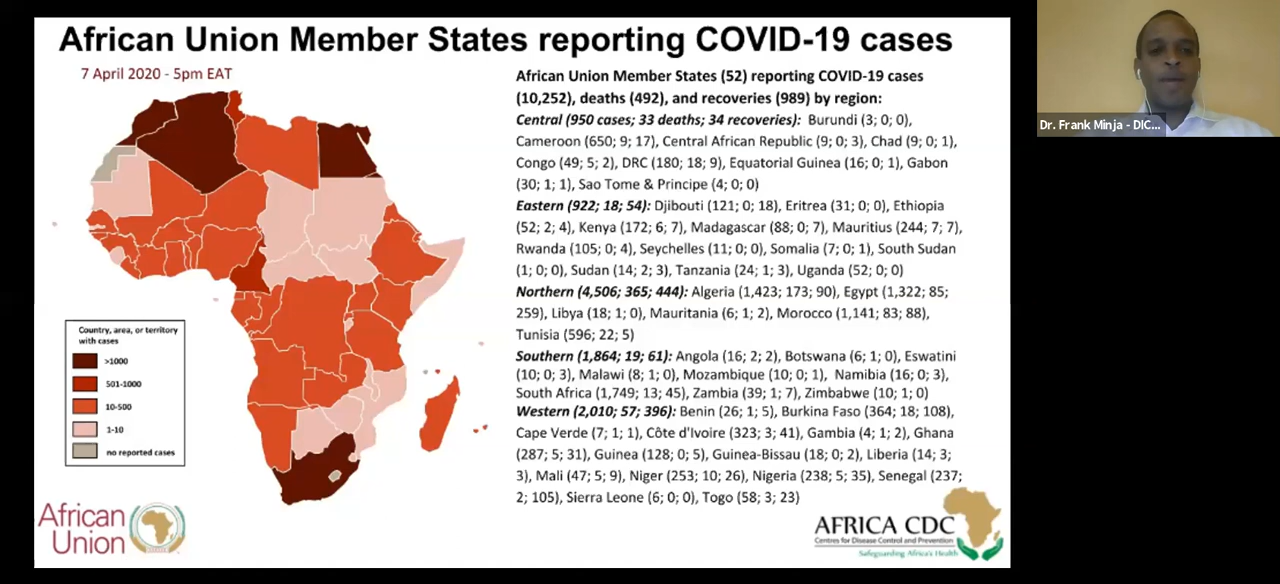 African Union Member States reporting COVID-19 cases
7 April 2020 - 5pm EAT
African Union Member States (52) reporting COVID-19 cases
(10,252), deaths (492), and recoveries (989) by region:
Central (950 cases; 33 deaths; 34 recoveries): Burundi (3; 0; 0),
Cameroon (650; 9; 17), Central African Republic (9; 0; 3), Chad (9; 0; 1),
Congo (49; 5; 2), DRC (180; 18; 9), Equatorial Guinea (16; 0; 1), Gabon
(30; 1; 1), Sao Tome & Principe (4; 0; 0)
Eastern (922; 18; 54): Djibouti (121; 0; 18), Eritrea (31; 0; 0), Ethiopia
(52; 2; 4), Kenya (172; 6; 7), Madagascar (88; 0; 7), Mauritius (244; 7; 7),
Rwanda (105; 0; 4), Seychelles (11; 0; 0), Somalia (7; 0; 1), South Sudan
(1; 0; 0), Sudan (14; 2; 3), Tanzania (24; 1; 3), Uganda (52; 0; 0)
Northern (4,506; 365; 444): Algeria (1,423; 173; 90), Egypt (1,322; 85;
259), Libya (18; 1; 0), Mauritania (6; 1; 2), Morocco (1,141; 83; 88),
Tunisia (596; 22; 5)
Southern (1,864; 19; 61): Angola (16; 2; 2), Botswana (6; 1; 0), Eswatini
(10; 0; 3), Malawi (8; 1; 0), Mozambique (10; 0; 1), Namibia (16; 0; 3),
South Africa (1,749; 13; 45), Zambia (39; 1; 7), Zimbabwe (10; 1; 0)
Western (2,010; 57; 396): Benin (26; 1; 5), Burkina Faso (364; 18; 108),
Cape Verde (7; 1; 1), Côte d'Ivoire (323; 3; 41), Gambia (4; 1; 2), Ghana
(287; 5; 31), Guinea (128; 0; 5), Guinea-Bissau (18; 0; 2), Liberia (14; 3;
3), Mali (47; 5; 9), Niger (253; 10; 26), Nigeria (238; 5; 35), Senegal (237;
2; 105), Sierra Leone (6; 0; 0), Togo (58; 3; 23)
Country, area, or territory
with cases
>1000
501-1000
10-500
1-10
no reported cases
African
Union
AFRICA CDC
Centres for Disease Control and Prevention
Safeguarding Africa's Health
Dr. Frank Minja - DIC...